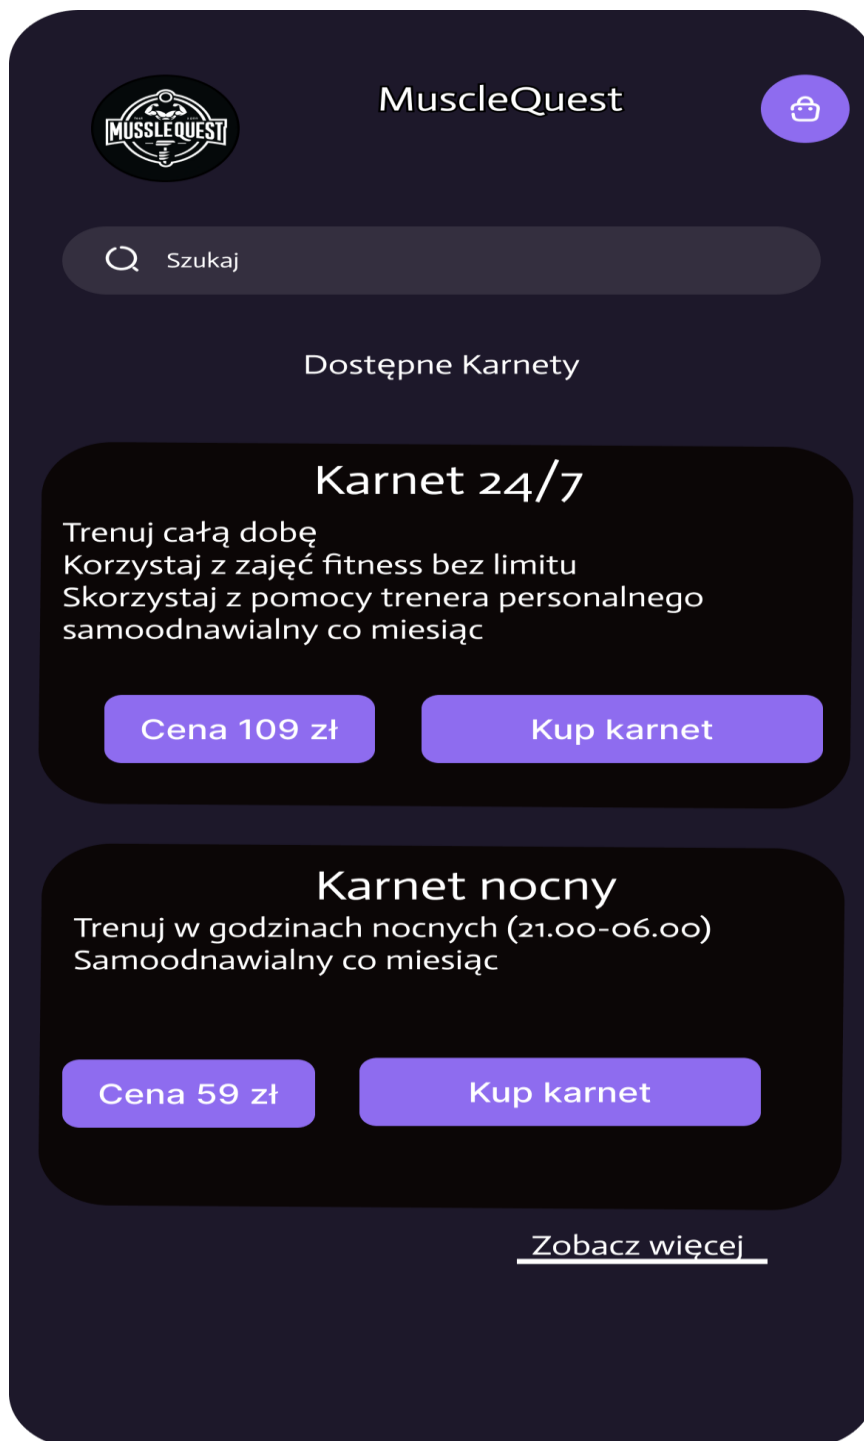 MUSSLEQUEST
MuscleQuest
Szukaj
Dostępne Karnety
Karnet 24/7
Trenuj całą dobę
Korzystaj z zajęć fitness bez limitu
Skorzystaj z pomocy trenera personalnego
samoodnawialny co miesiąc
Cena 109 zł
Kup karnet
Karnet nocny
Trenuj w godzinach nocnych (21.00-06.00)
Samoodnawialny co miesiąc
Cena 59 zł
Kup karnet
Zobacz więcej